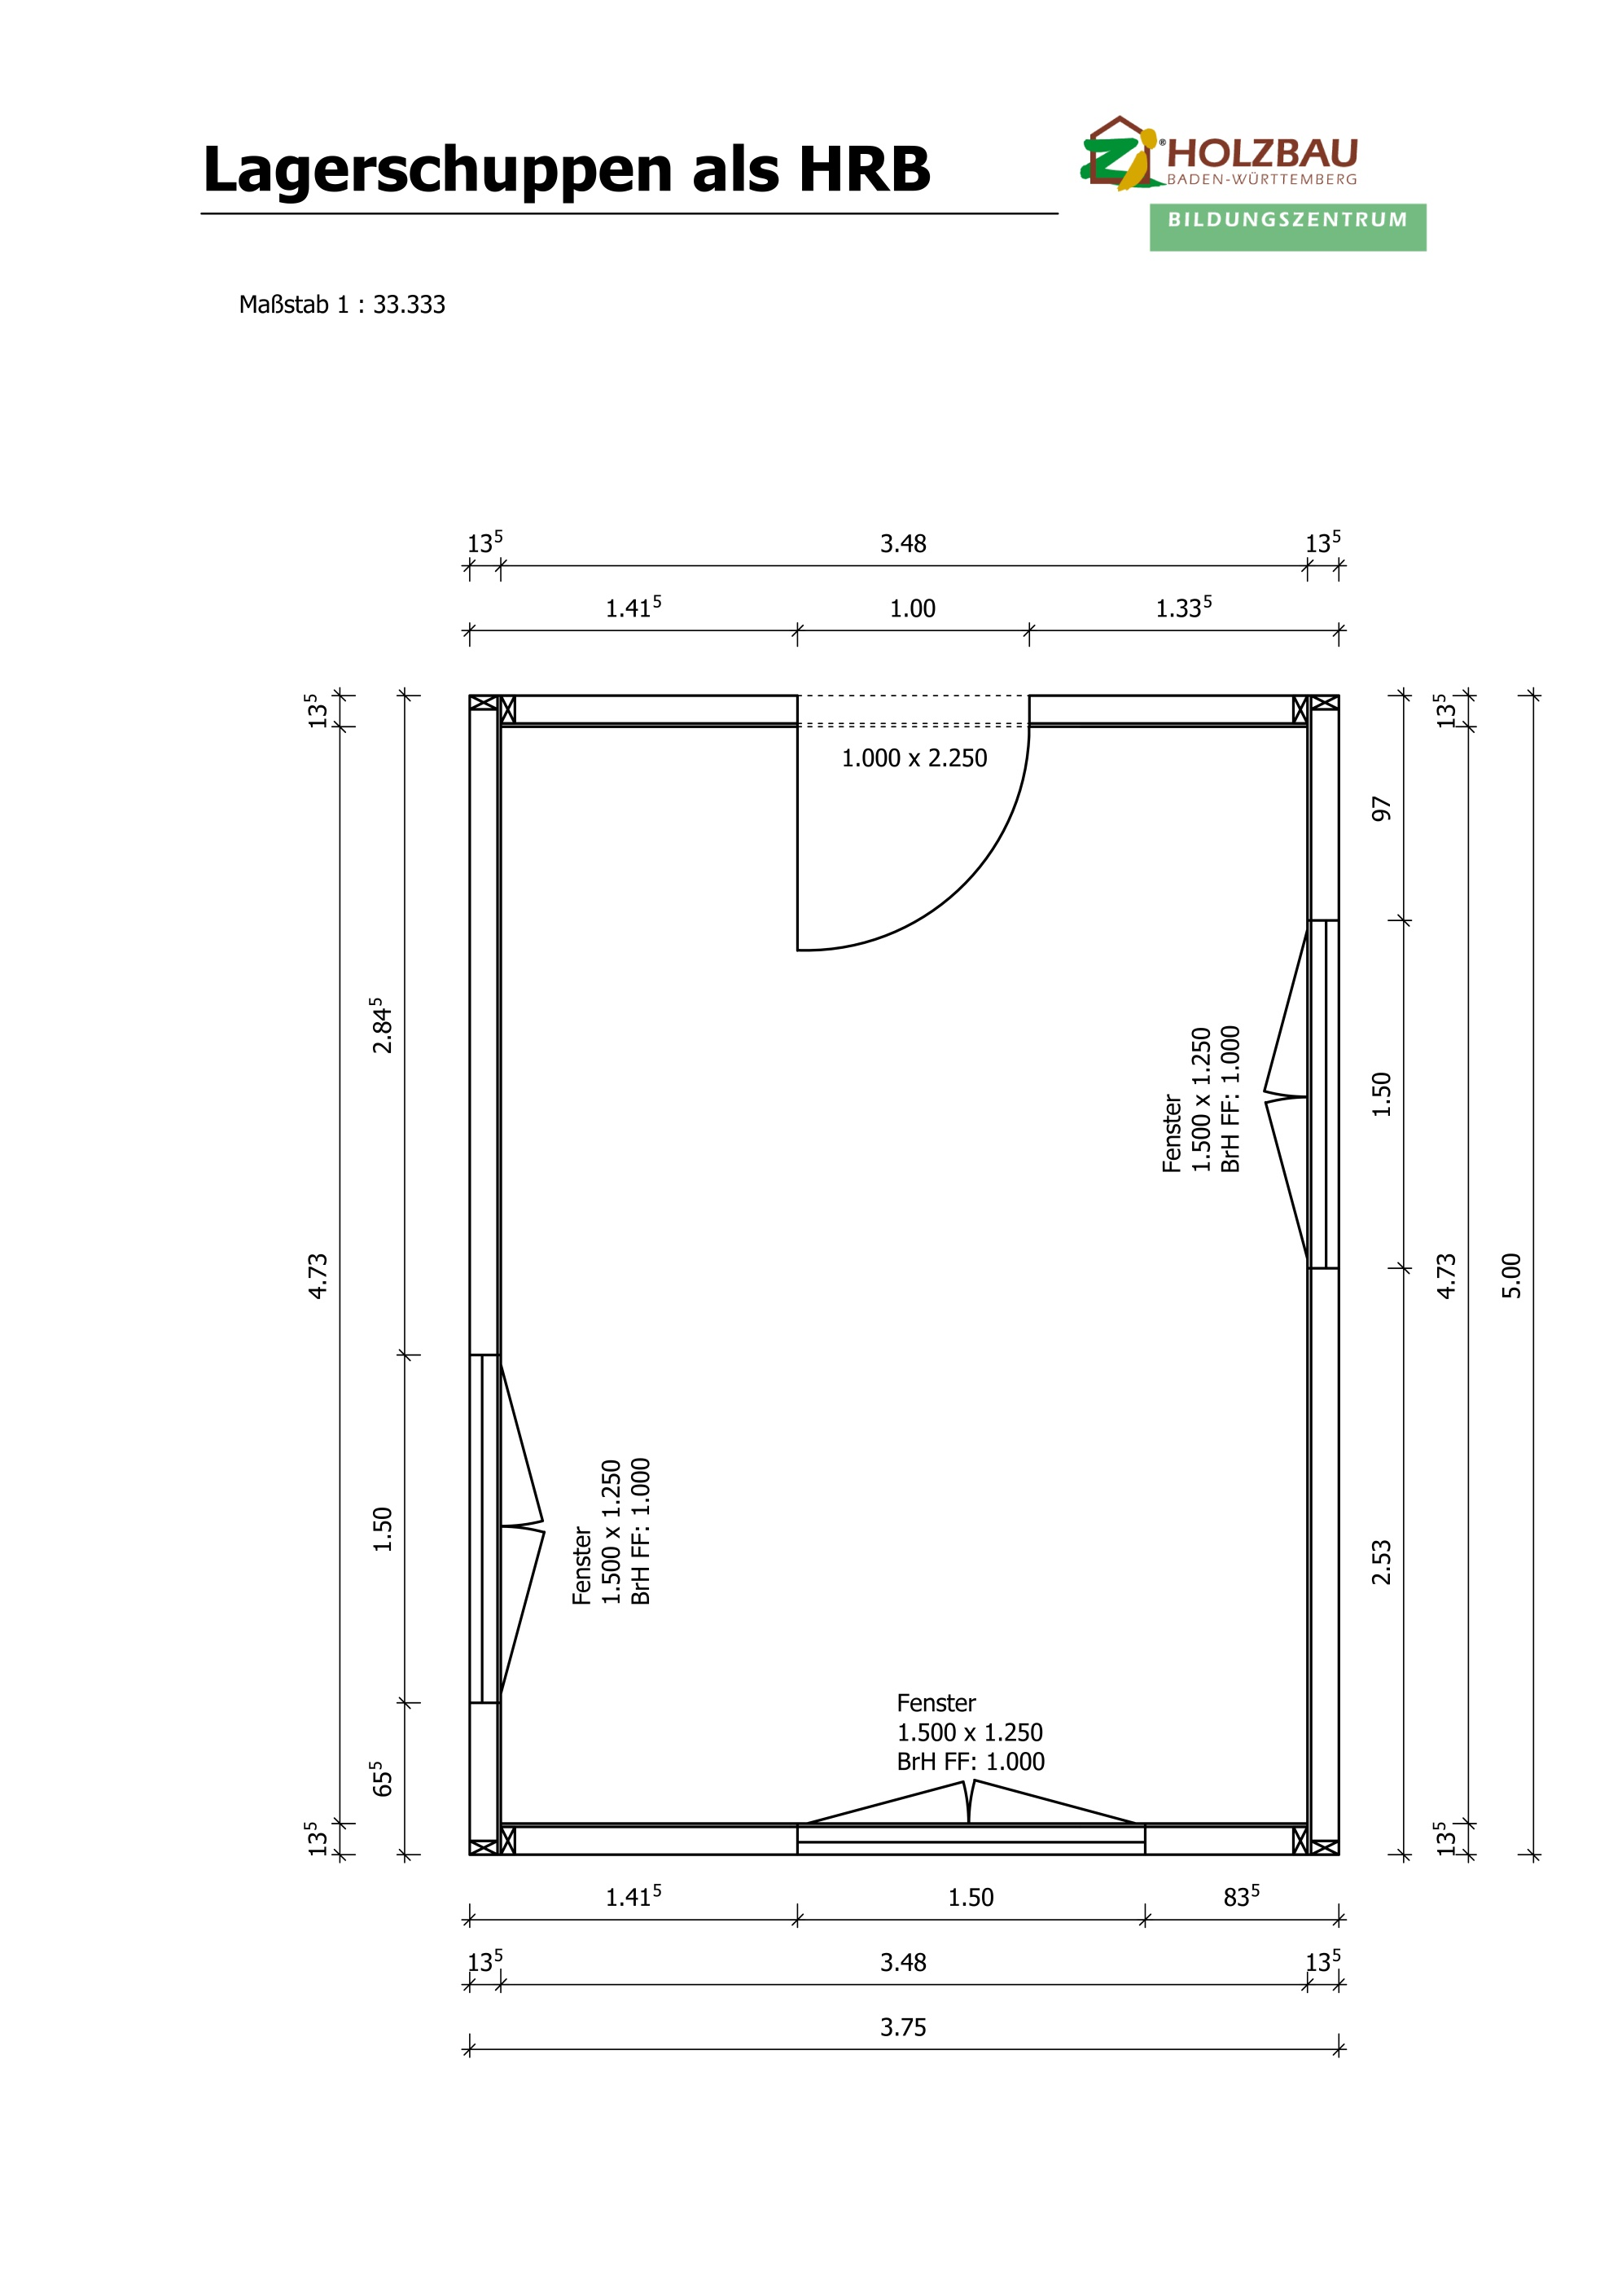 Lagerschuppen als HRB
HOLZBAU
BADEN-WÜRTTEMBERG
BILDUNGSZENTRUM
Maßstab 1 : 33.333
13⁵ 3.48 13⁵
1.41⁵ 1.00 1.33⁵
13⁵
4.73
13⁵
2.84⁵
1.50
65⁵
1.000 x 2.250
Fenster
1.500 x 1.250
BrH FF: 1.000
Fenster
1.500 x 1.250
BrH FF: 1.000
Fenster
1.500 x 1.250
BrH FF: 1.000
97
1.50
2.53
13⁵
4.73
13⁵
5.00
1.41⁵ 1.50 83⁵
13⁵ 3.48 13⁵
3.75